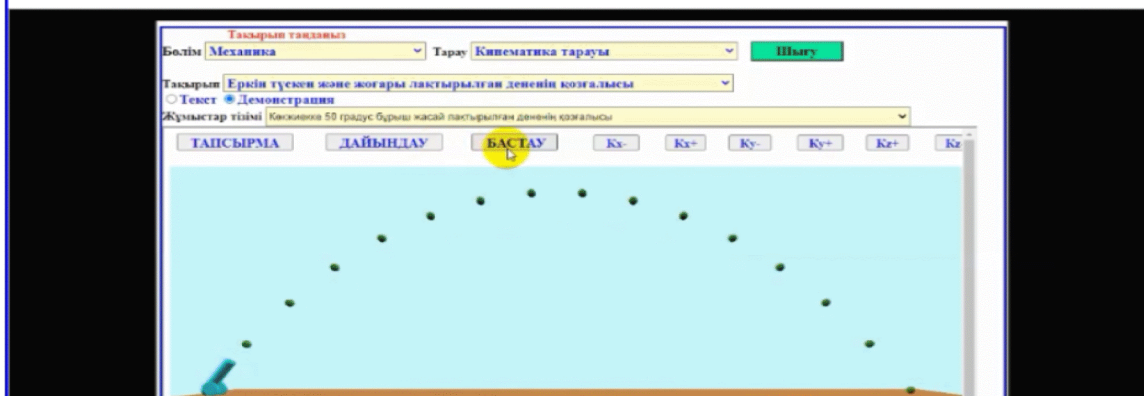 Тақырып таңдаңыз
Бөлім Механика Тарау Кинематика тарауы Шығу
Тақырып Еркін түскен және жоғары лақтырылған дененің қозғалысы
Текст Демонстрация
Жұмыстар тізімі Көкжиекке 50 градус бұрыш жасай лақтырылған дененің қозғалысы
ТАПСЫРМА ДАЙЫНДАУ БАСТАУ Kx- Kx+ Ky- Ky+ Kz+ Kz